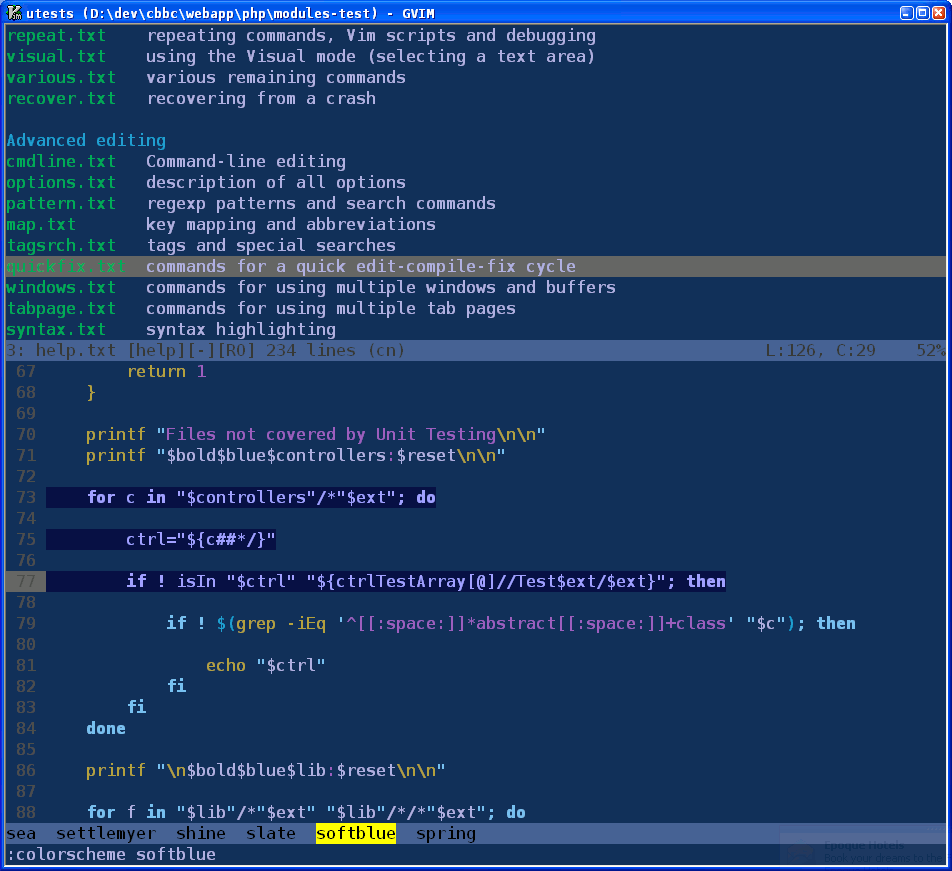 utests (D:\dev\cbbc\webapp\php\modules-test) - GVIM
repeat.txt   repeating commands, Vim scripts and debugging
visual.txt   using the Visual mode (selecting a text area)
various.txt   various remaining commands
recover.txt   recovering from a crash
Advanced editing
cmdline.txt   Command-line editing
options.txt   description of all options
pattern.txt   regexp patterns and search commands
map.txt       key mapping and abbreviations
tagsrch.txt   tags and special searches
quickfix.txt  commands for a quick edit-compile-fix cycle
windows.txt   commands for using multiple windows and buffers
tabpage.txt   commands for using multiple tab pages
syntax.txt    syntax highlighting
3: help.txt [help][-][RO] 234 lines (cn) L:126, C:29    52%
67         return 1
68     }
69
70     printf "Files not covered by Unit Testing\n\n"
71     printf "$bold$blue$controllers:$reset\n\n"
72
73     for c in "$controllers"/*"$ext"; do
74
75         ctrl="${c##*/}"
76
77         if ! isIn "$ctrl" "${ctrlTestArray[@]//Test$ext/$ext}"; then
78
79             if ! $(grep -iEq '^[[:space:]]*abstract[[:space:]]+class' "$c"); then
80
81                 echo "$ctrl"
82             fi
83         fi
84     done
85
86     printf "\n$bold$blue$lib:$reset\n\n"
87
88     for f in "$lib"/*"$ext" "$lib"/*/*"$ext"; do
sea  settlemyer  shine  slate  softblue  spring
:colorscheme softblue
Epoque Hotels
Book your dreams to the